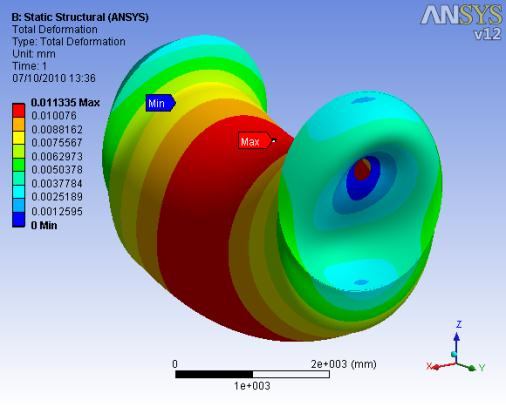 B: Static Structural (ANSYS)
Total Deformation
Type: Total Deformation
Unit: mm
Time: 1
07/10/2010 13:36
0.011335 Max
0.010076
0.0088162
0.0075567
0.0062973
0.0050378
0.0037784
0.0025189
0.0012595
0 Min
ANSYS
v12
Min
Max
0 2e+003 (mm)
1e+003
Z
X Y